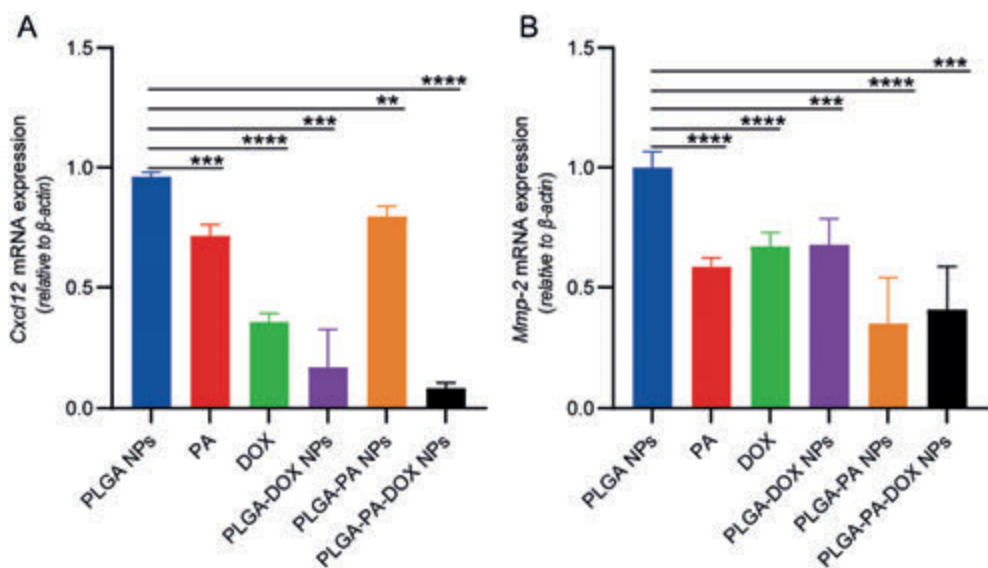 A
Cxcl12 mRNA expression
(relative to β-actin)
1.5
1.0
0.5
0.0
****
**
***
****
***
PLGA NPs
PA
DOX
PLGA-DOX NPs
PLGA-PA NPs
PLGA-PA-DOX NPs
B
Mmp-2 mRNA expression
(relative to β-actin)
1.5
1.0
0.5
0.0
***
****
***
****
****
PLGA NPs
PA
DOX
PLGA-DOX NPs
PLGA-PA NPs
PLGA-PA-DOX NPs